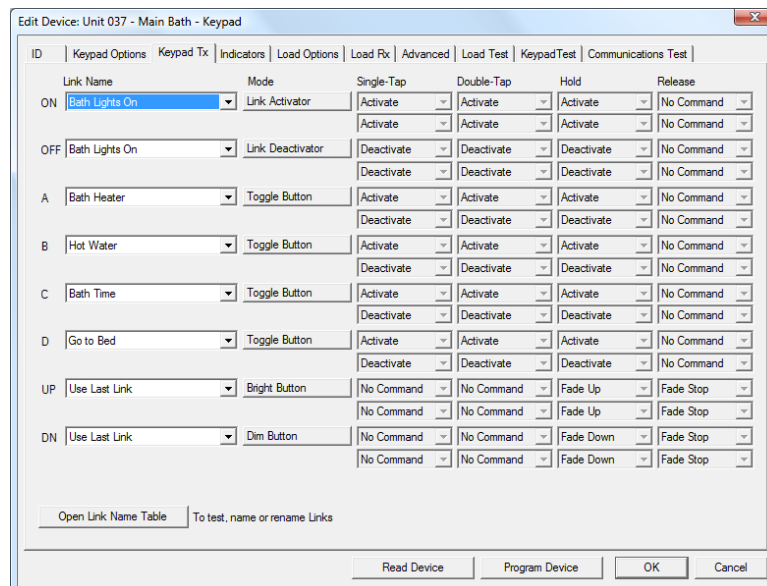 Edit Device: Unit 037 - Main Bath - Keypad
ID Keypad Options Keypad Tx Indicators Load Options Load Rx Advanced Load Test KeypadTest Communications Test
Link Name Mode Single-Tap Double-Tap Hold Release
ON Bath Lights On Link Activator Activate Activate Activate No Command
Activate Activate Activate No Command
OFF Bath Lights On Link Deactivator Deactivate Deactivate Deactivate No Command
Deactivate Deactivate Deactivate No Command
A Bath Heater Toggle Button Activate Activate Activate No Command
Deactivate Deactivate Deactivate No Command
B Hot Water Toggle Button Activate Activate Activate No Command
Deactivate Deactivate Deactivate No Command
C Bath Time Toggle Button Activate Activate Activate No Command
Deactivate Deactivate Deactivate No Command
D Go to Bed Toggle Button Activate Activate Activate No Command
Deactivate Deactivate Deactivate No Command
UP Use Last Link Bright Button No Command No Command Fade Up Fade Stop
No Command No Command Fade Up Fade Stop
DN Use Last Link Dim Button No Command No Command Fade Down Fade Stop
No Command No Command Fade Down Fade Stop
Open Link Name Table To test, name or rename Links
Read Device Program Device OK Cancel